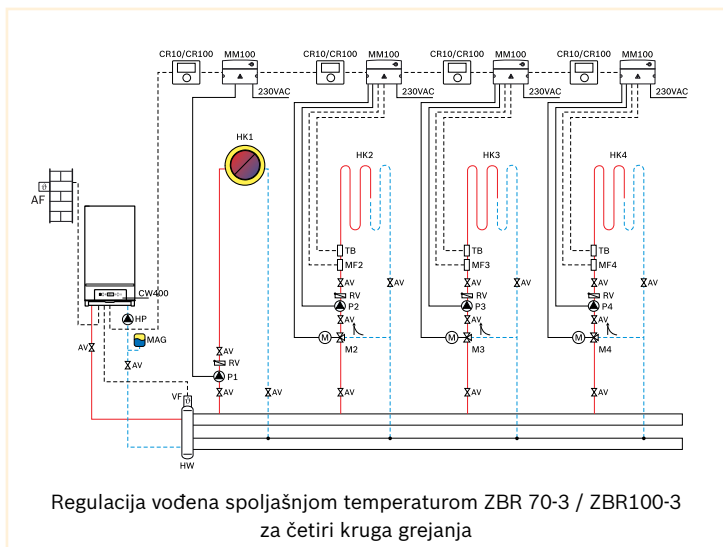 CR10/CR100 MM100 CR10/CR100 MM100 CR10/CR100 MM100 CR10/CR100 MM100
230VAC 230VAC 230VAC 230VAC
HK1
HK2 HK3 HK4
AF
TB TB TB
MF2 MF3 MF4
AV AV AV AV AV AV
CW400
RV RV RV
P2 P3 P4
HP
AV AV AV
MAG
M M2 M M3 M M4
AV AV
AV
RV
P1
VF
AV AV AV AV AV AV AV AV
HW
Regulacija vođena spoljašnjom temperaturom ZBR 70-3 / ZBR100-3
za četiri kruga grejanja